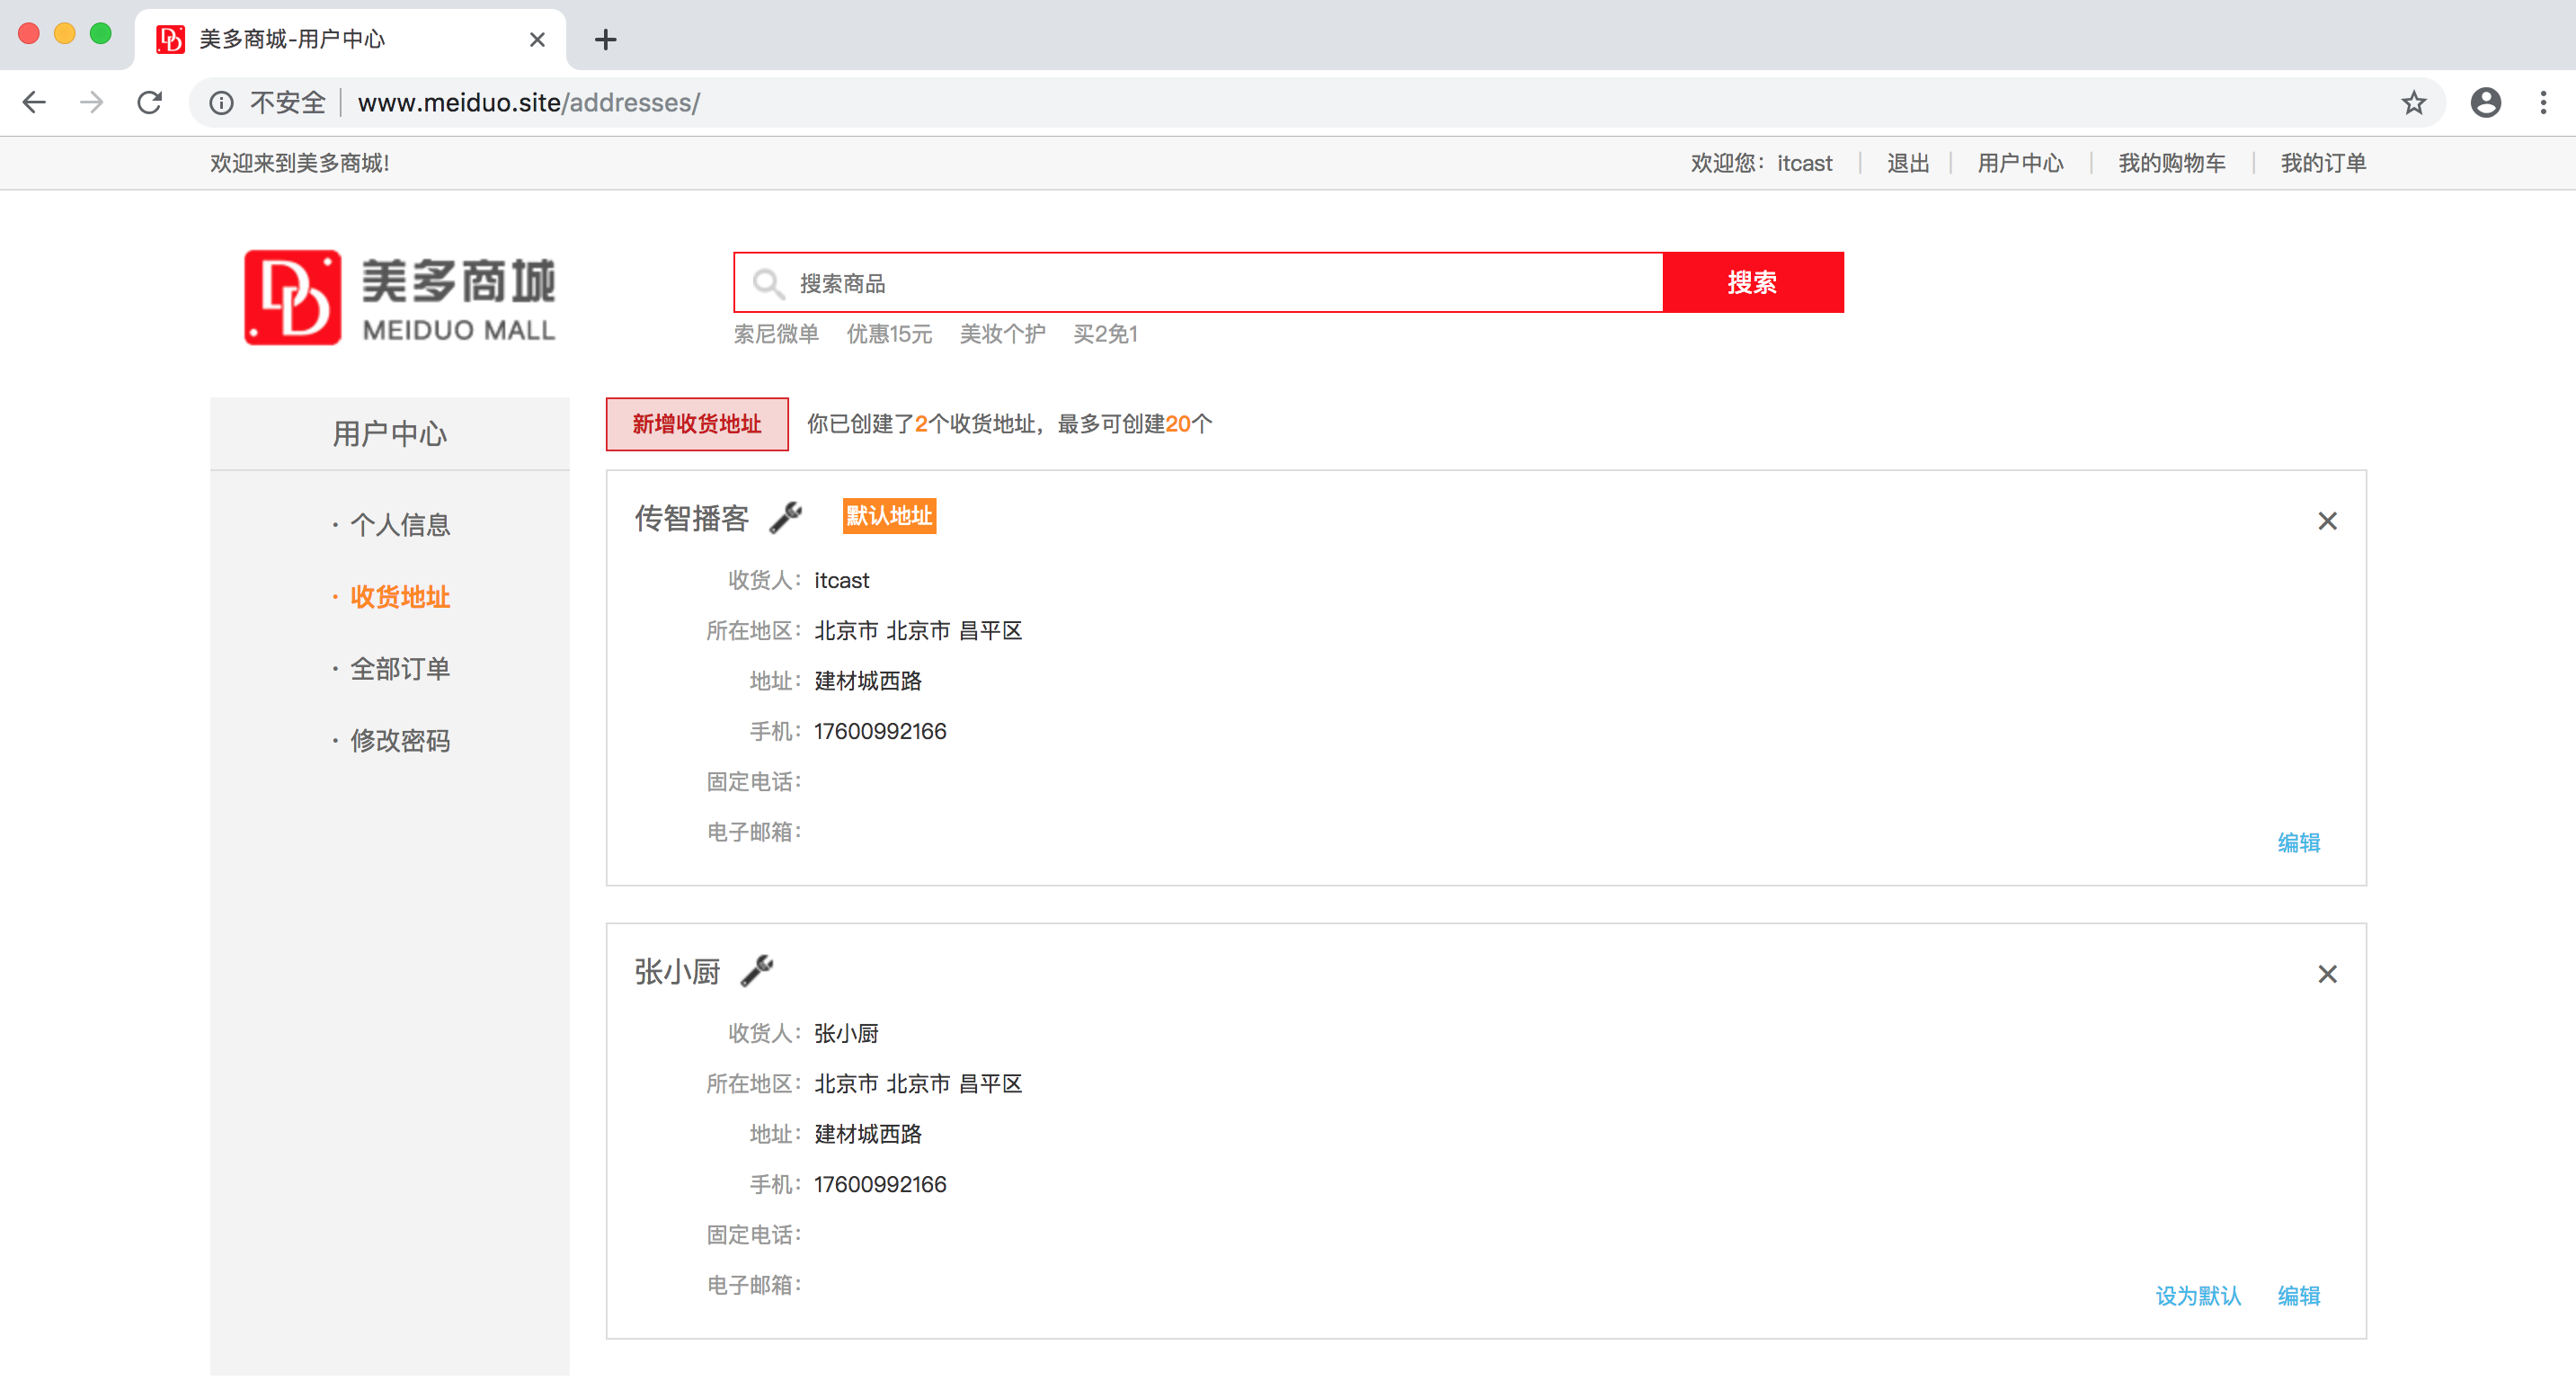 美多商城-用户中心
不安全 | www.meiduo.site/addresses/
欢迎来到美多商城!
欢迎您：itcast | 退出 | 用户中心 | 我的购物车 | 我的订单
美多商城
MEIDUO MALL
搜索商品
搜索
索尼微单 优惠15元 美妆个护 买2免1
用户中心
· 个人信息
· 收货地址
· 全部订单
· 修改密码
新增收货地址 你已创建了2个收货地址，最多可创建20个
传智播客 默认地址
收货人：itcast
所在地区：北京市 北京市 昌平区
地址：建材城西路
手机：17600992166
固定电话：
电子邮箱：
编辑
张小厨
收货人：张小厨
所在地区：北京市 北京市 昌平区
地址：建材城西路
手机：17600992166
固定电话：
电子邮箱：
设为默认 编辑